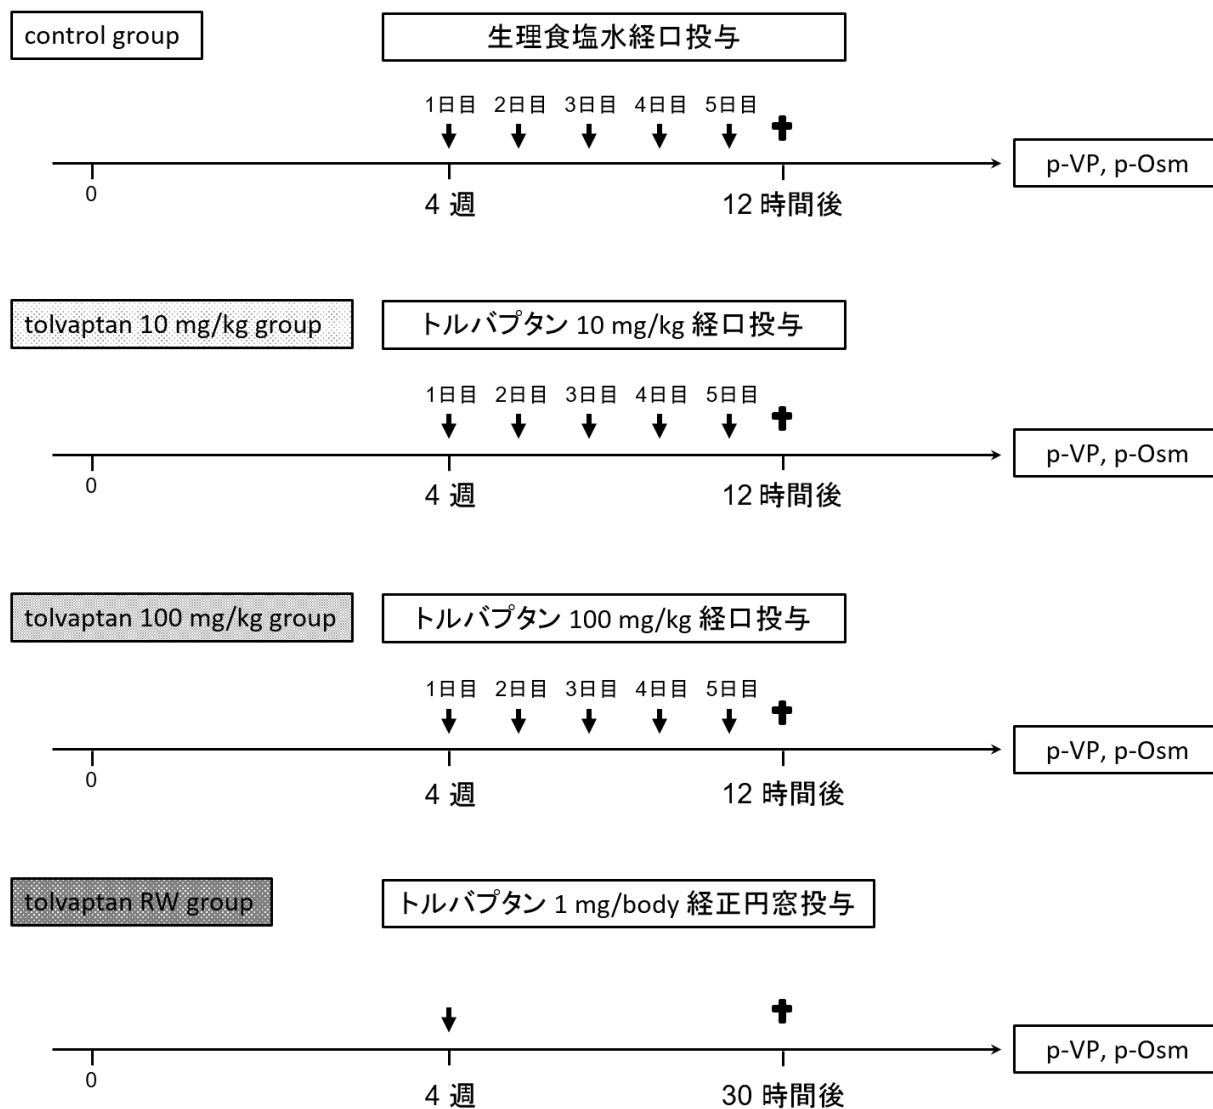 control group
生理食塩水経口投与
1日目 2日目 3日目 4日目 5日目
p-VP, p-Osm
0
4 週
12 時間後
tolvaptan 10 mg/kg group
トルバプタン 10 mg/kg 経口投与
1日目 2日目 3日目 4日目 5日目
p-VP, p-Osm
0
4 週
12 時間後
tolvaptan 100 mg/kg group
トルバプタン 100 mg/kg 経口投与
1日目 2日目 3日目 4日目 5日目
p-VP, p-Osm
0
4 週
12 時間後
tolvaptan RW group
トルバプタン 1 mg/body 経正円窓投与
p-VP, p-Osm
0
4 週
30 時間後